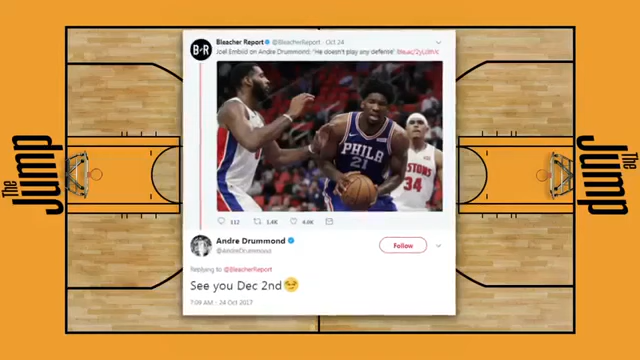 The Jump
B/R
Bleacher Report @BleacherReport · Oct 24
Joel Embiid on Andre Drummond: "He doesn't play any defense"
PHILA
21
STONS
34
112 1.4K 4.0K
Andre Drummond
@AndreDrummond
Follow
Replying to @BleacherReport
See you Dec 2nd😏
7:09 AM - 24 Oct 2017
The Jump